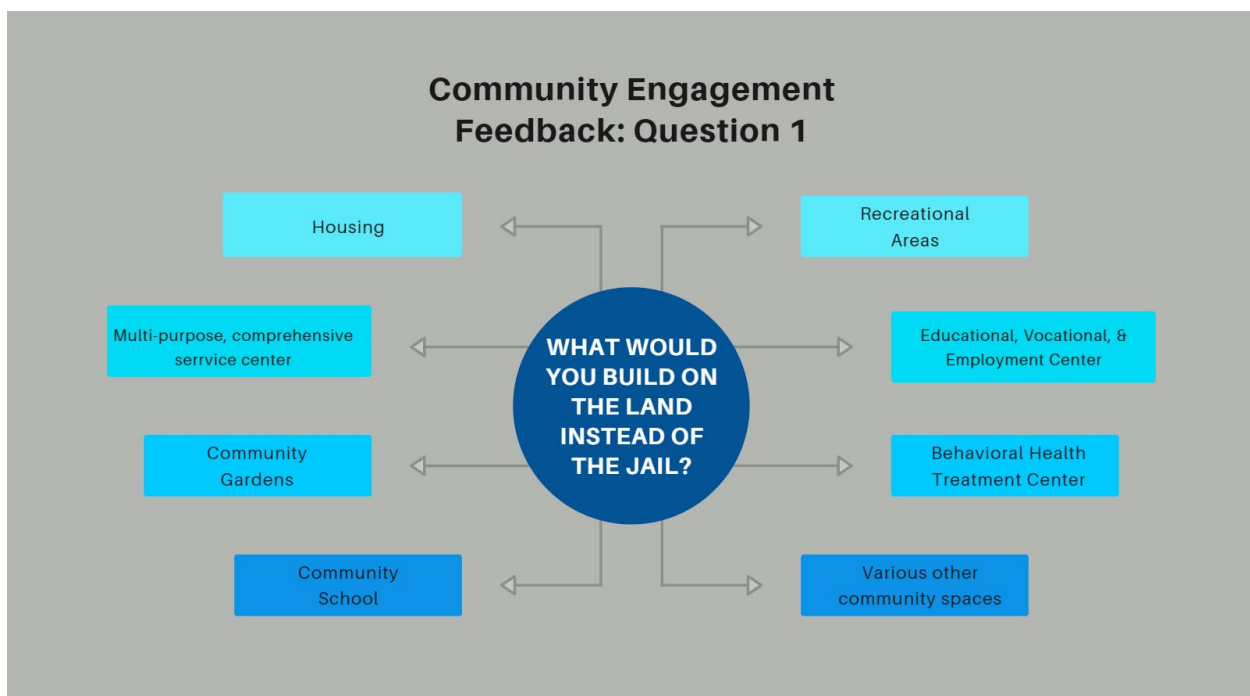 Community Engagement
Feedback: Question 1
Housing
Recreational
Areas
Multi-purpose, comprehensive
serrvice center
WHAT WOULD
YOU BUILD ON
THE LAND
INSTEAD OF
THE JAIL?
Educational, Vocational, &
Employment Center
Community
Gardens
Behavioral Health
Treatment Center
Community
School
Various other
community spaces